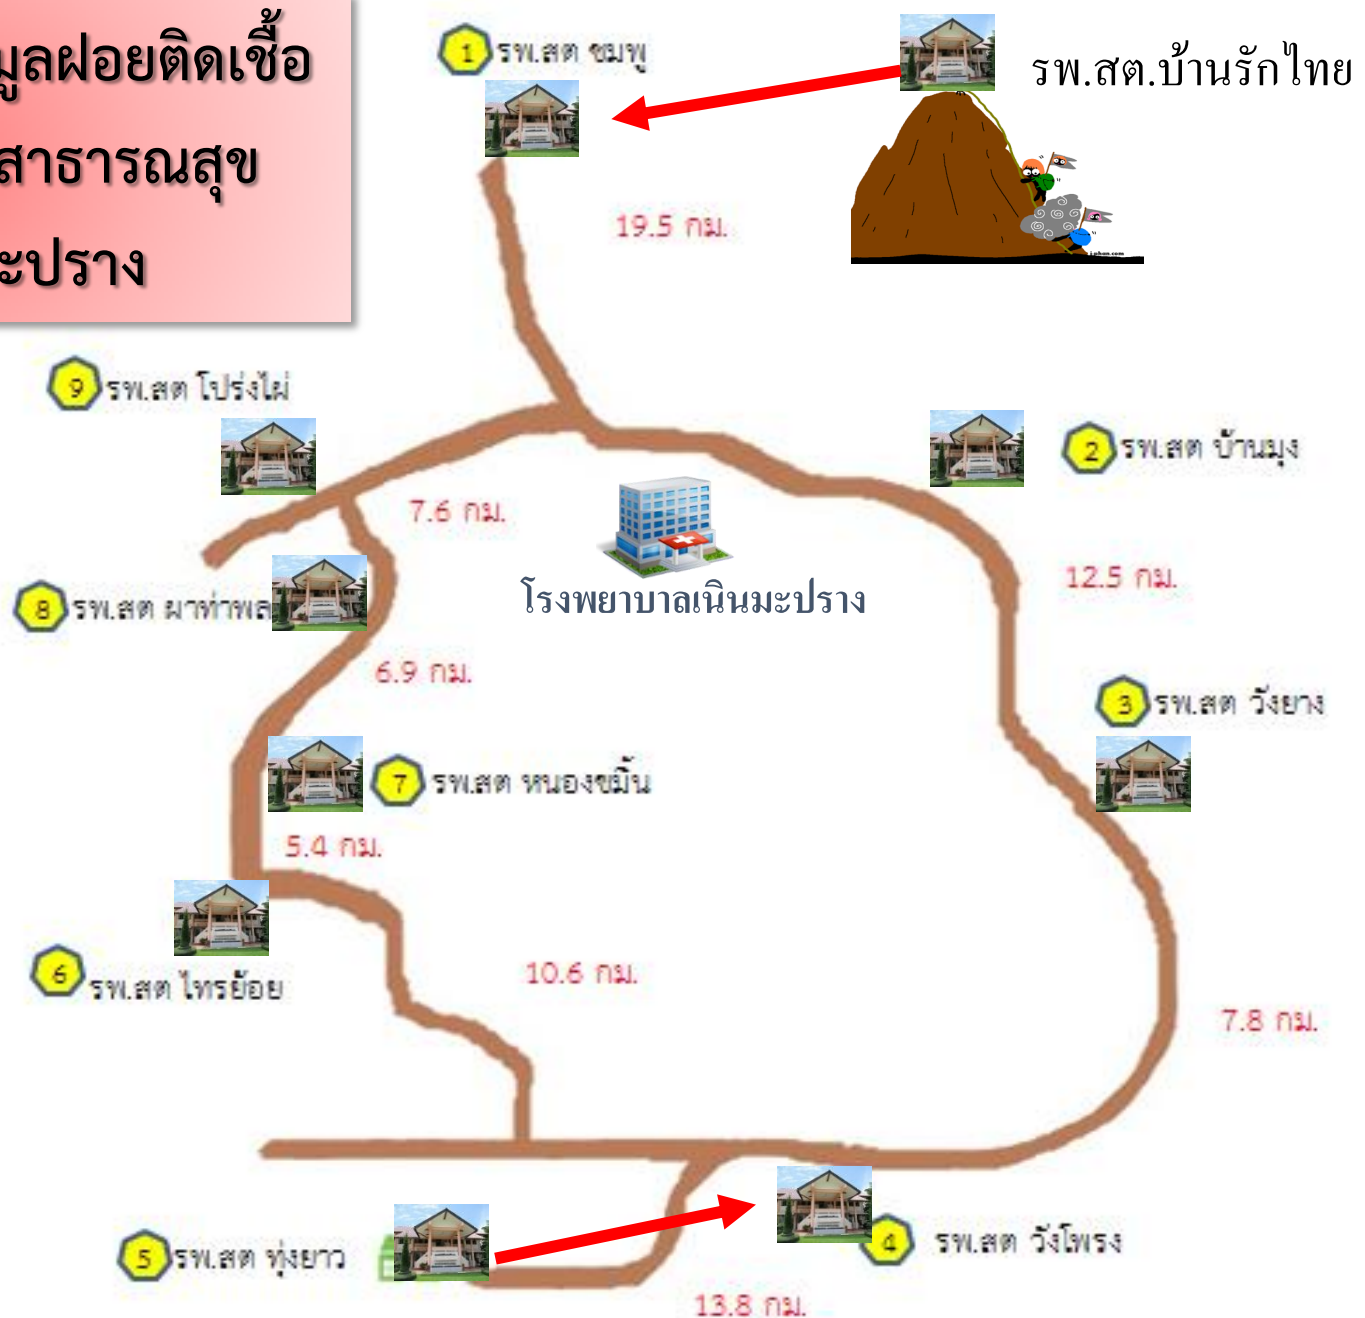 มูลฝอยติดเชื้อ
สาธารณสุข
ะปราง
1 รพ.สต ชมพู
รพ.สต.บ้านรักไทย
19.5 กม.
9 รพ.สต โปร่งไผ่
2 รพ.สต บ้านมุง
7.6 กม.
โรงพยาบาลเนินมะปราง
12.5 กม.
8 รพ.สต ผาท่าพล
6.9 กม.
3 รพ.สต วังยาง
7 รพ.สต หนองขมิ้น
5.4 กม.
6 รพ.สต ไทรย้อย
10.6 กม.
7.8 กม.
5 รพ.สต ทุ่งยาว
4 รพ.สต วังโพรง
13.8 กม.